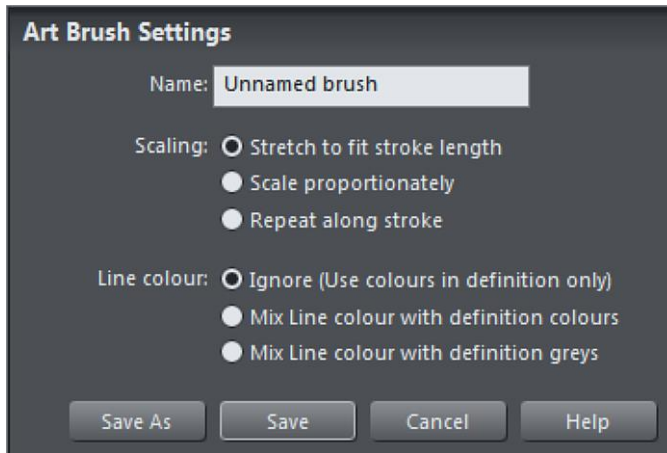 Art Brush Settings
Name: Unnamed brush
Scaling: Stretch to fit stroke length
Scale proportionately
Repeat along stroke
Line colour: Ignore (Use colours in definition only)
Mix Line colour with definition colours
Mix Line colour with definition greys
Save As Save Cancel Help